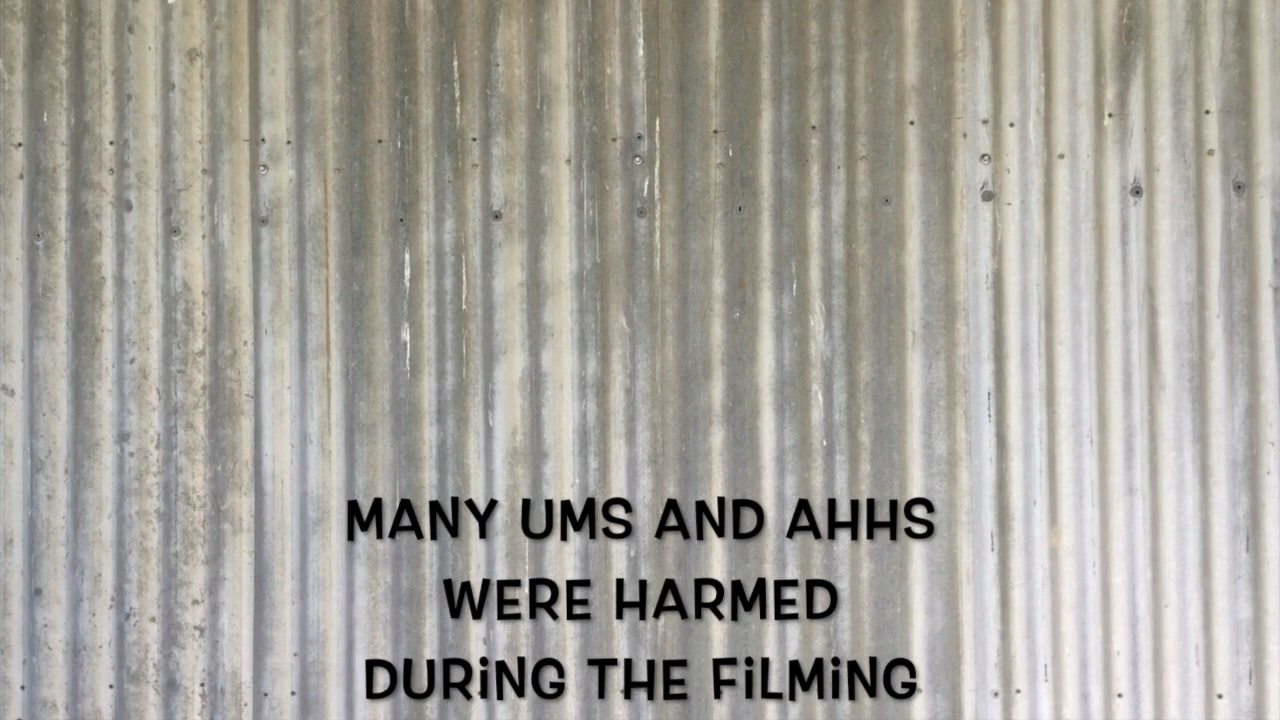 MANY UMS AND AHHS
WERE HARMED
DURiNG THE FiLMiNG